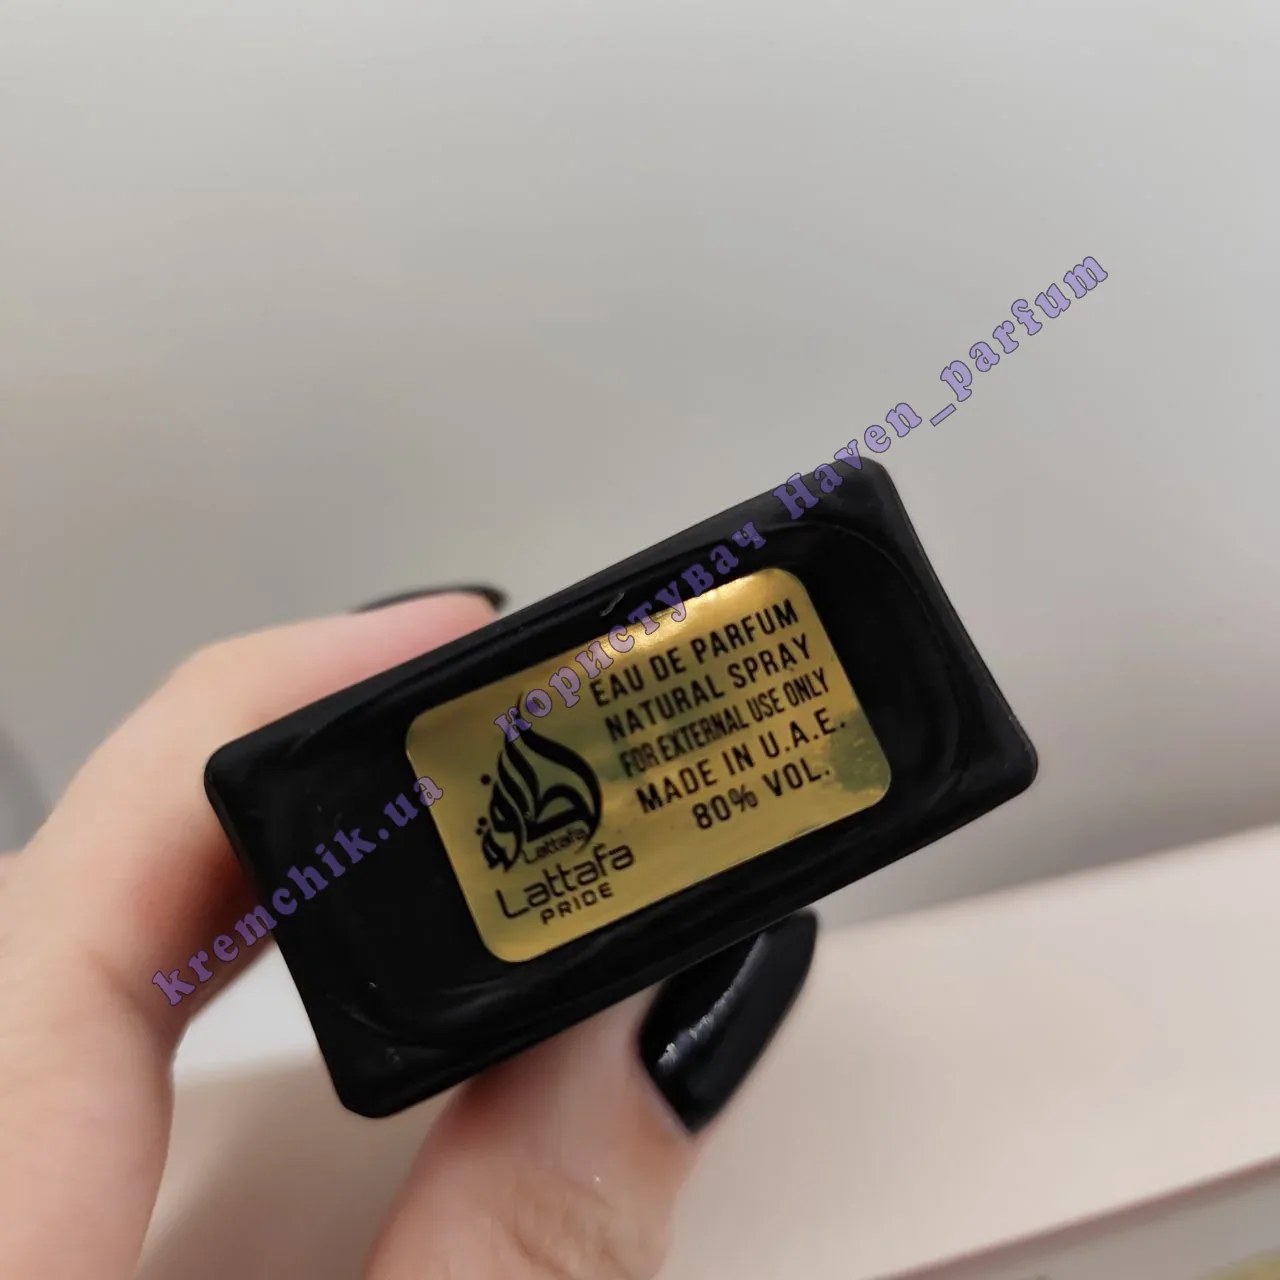 EAU DE PARFUM
NATURAL SPRAY
FOR EXTERNAL USE ONLY
MADE IN U.A.E.
80% VOL.
لطافة
Lattafa
Lattafa
PRIDE
kremchik.ua користувач Haven_parfum